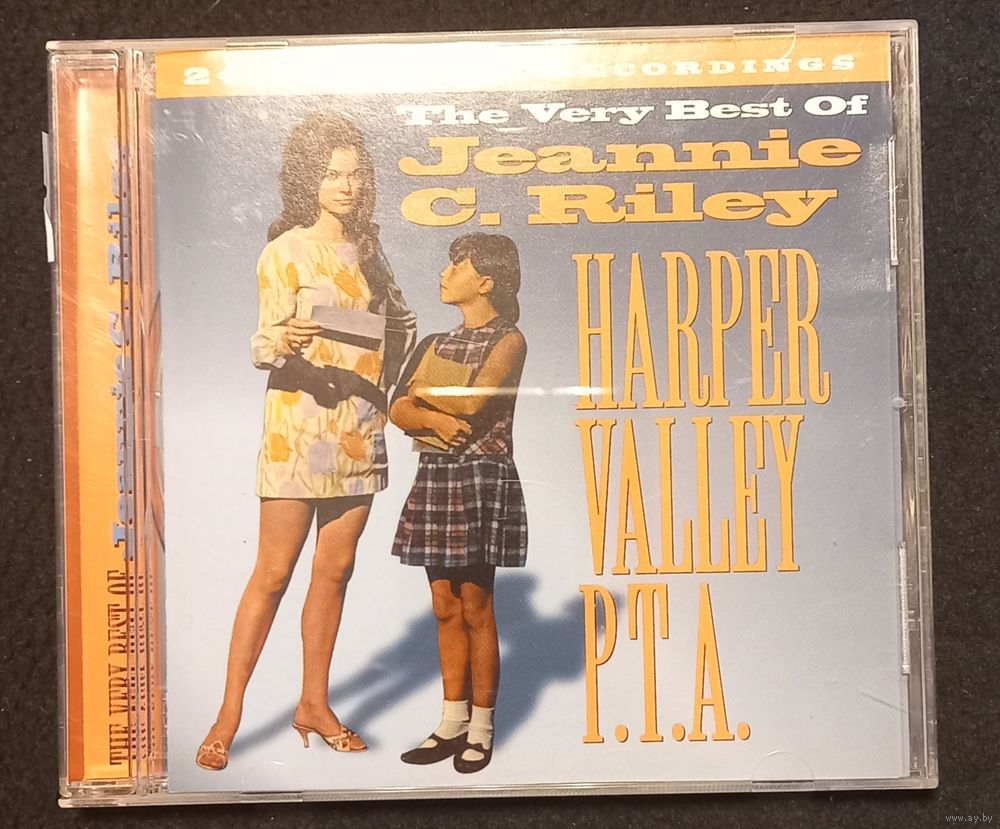 RECORDINGS
The Very Best Of
Jeannie
C. Riley
HARPER
VALLEY
P.T.A.
THE VERY BEST OF Jeannie C. Riley
www.ay.by